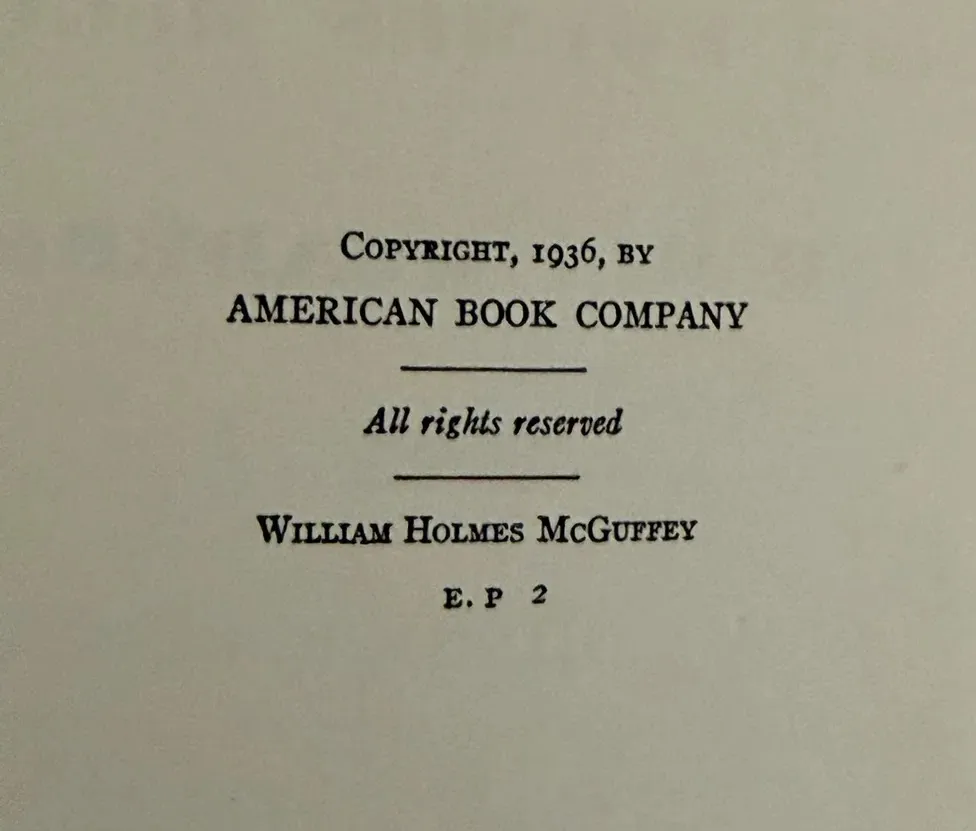 COPYRIGHT, 1936, BY
AMERICAN BOOK COMPANY
All rights reserved
WILLIAM HOLMES MCGUFFEY
E. P 2